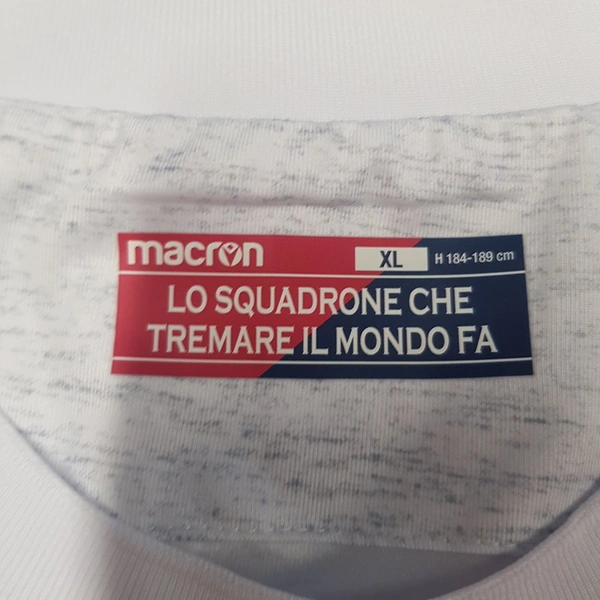 macron XL H 184-189 cm
LO SQUADRONE CHE
TREMARE IL MONDO FA